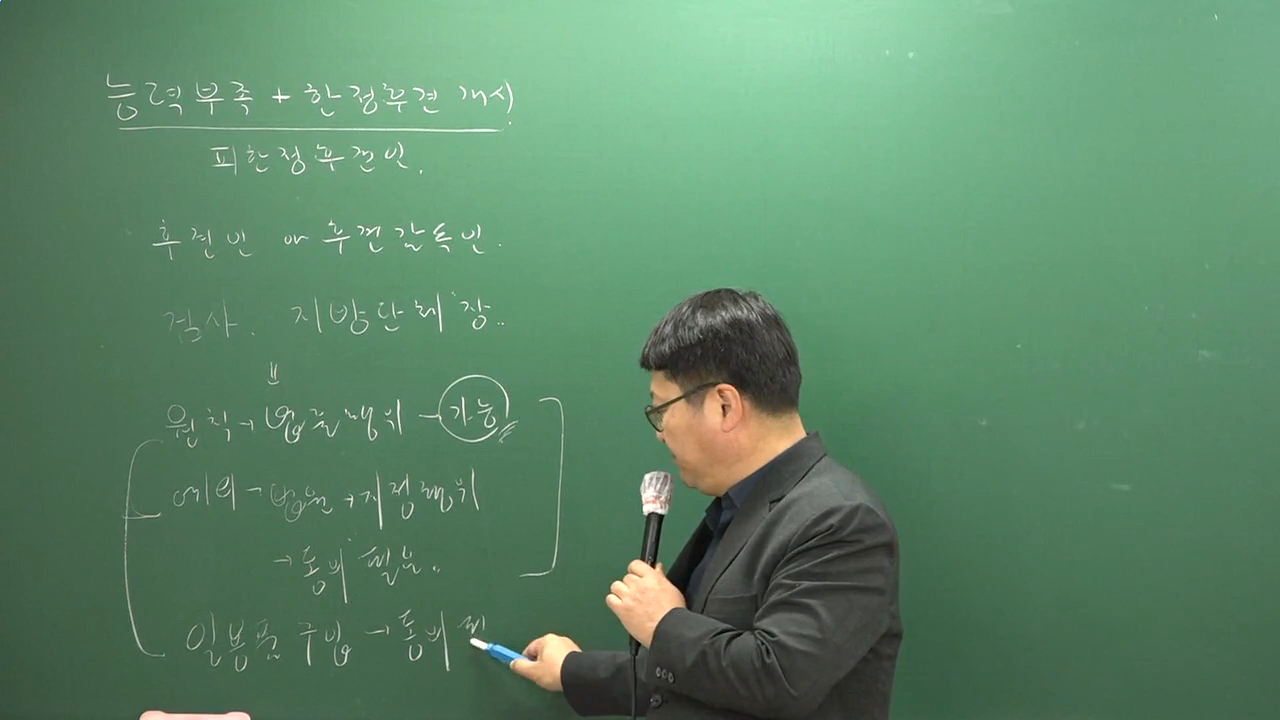 능력부족 + 한정후견 개시
피한정후견인.
후견인 or 후견감독인.
검사. 지방단체장..
"
원칙→ 법률행위 - 가능
예외→ 법원→지정행위
→동의 필요.
일용품 구입 → 동의